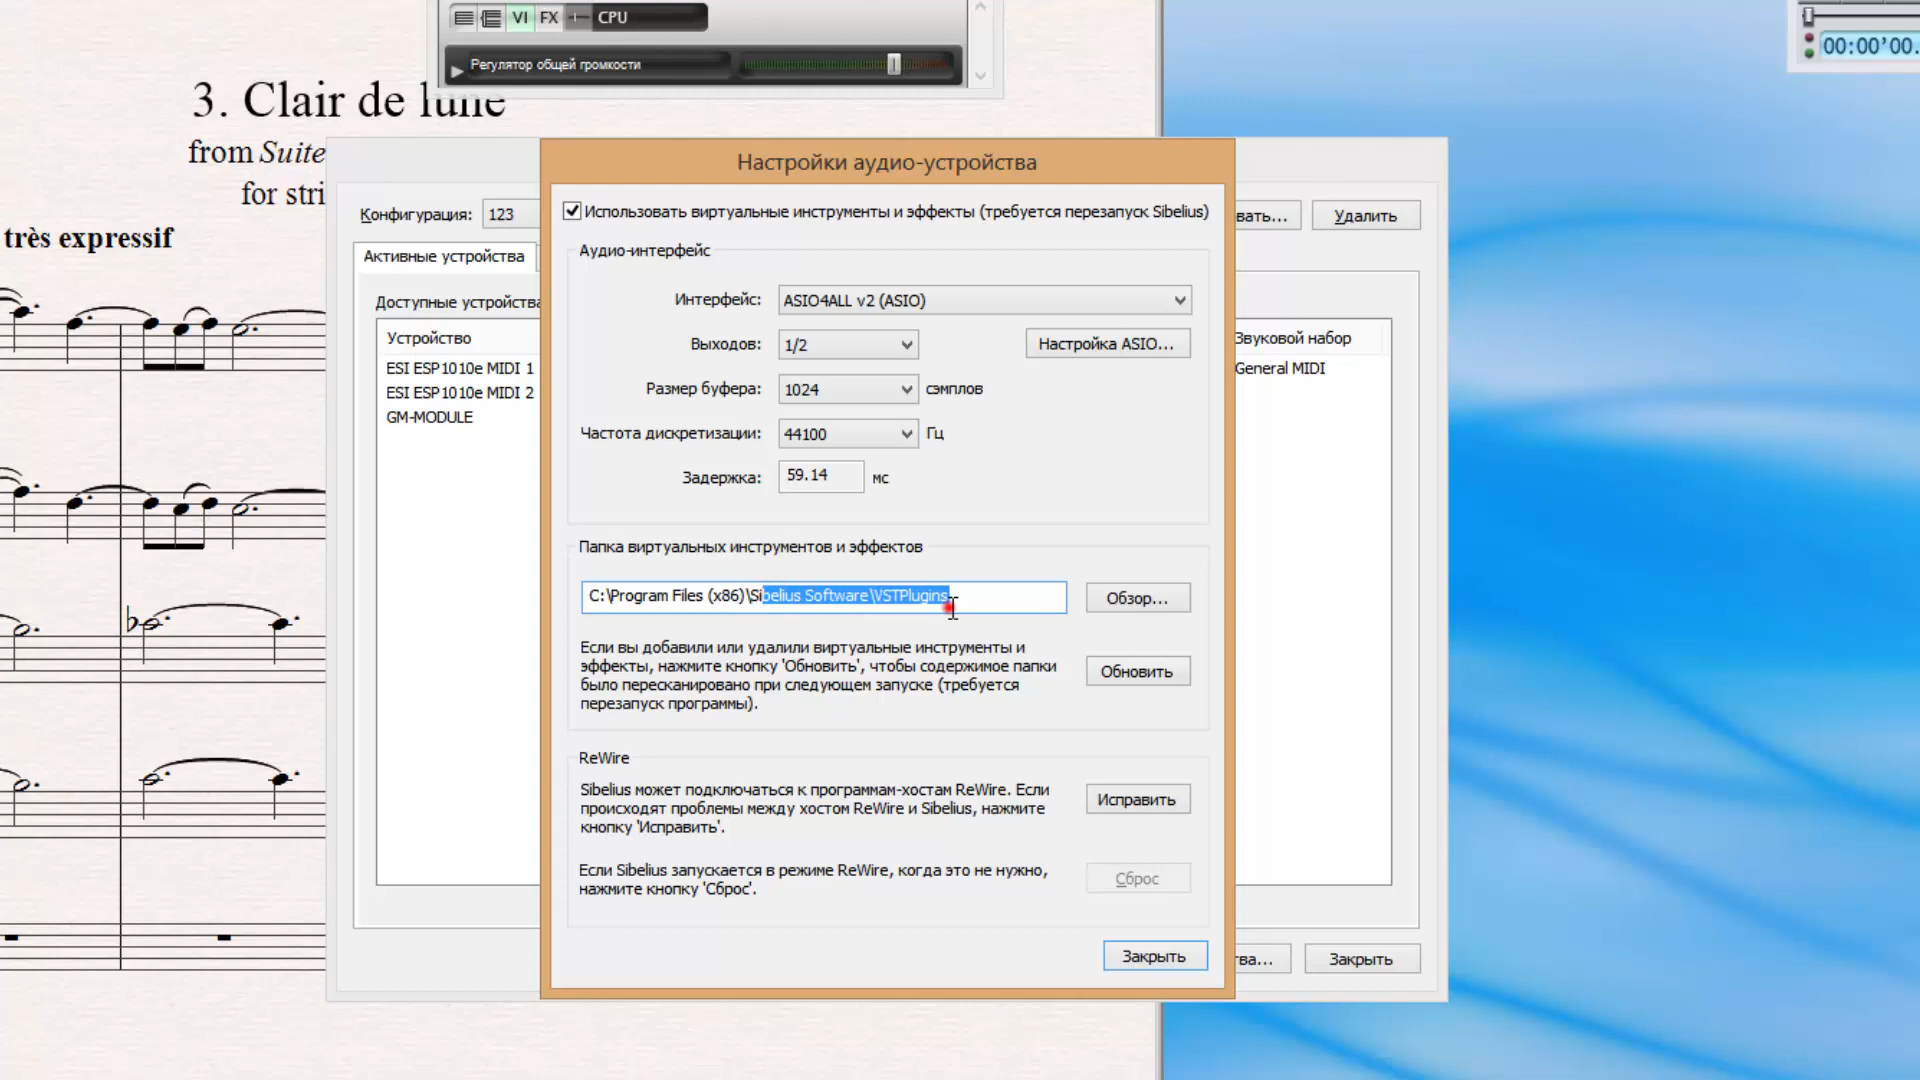 VI FX CPU
Регулятор общей громкости
00:00'00.
3. Clair de lune
from Suite
for stri
très expressif
Конфигурация: 123
вать...
Удалить
Активные устройства
Доступные устройства
Устройство
ESI ESP1010e MIDI 1
ESI ESP1010e MIDI 2
GM-MODULE
Звуковой набор
General MIDI
Настройки аудио-устройства
Использовать виртуальные инструменты и эффекты (требуется перезапуск Sibelius)
Аудио-интерфейс
Интерфейс: ASIO4ALL v2 (ASIO)
Выходов: 1/2
Настройка ASIO...
Размер буфера: 1024 сэмплов
Частота дискретизации: 44100 Гц
Задержка: 59.14 мс
Папка виртуальных инструментов и эффектов
C:\Program Files (x86)\Sibelius Software\VSTPlugins
Обзор...
Если вы добавили или удалили виртуальные инструменты и
эффекты, нажмите кнопку 'Обновить', чтобы содержимое папки
было пересканировано при следующем запуске (требуется
перезапуск программы).
Обновить
ReWire
Sibelius может подключаться к программам-хостам ReWire. Если
происходят проблемы между хостом ReWire и Sibelius, нажмите
кнопку 'Исправить'.
Исправить
Если Sibelius запускается в режиме ReWire, когда это не нужно,
нажмите кнопку 'Сброс'.
Сброс
Закрыть
тва...
Закрыть